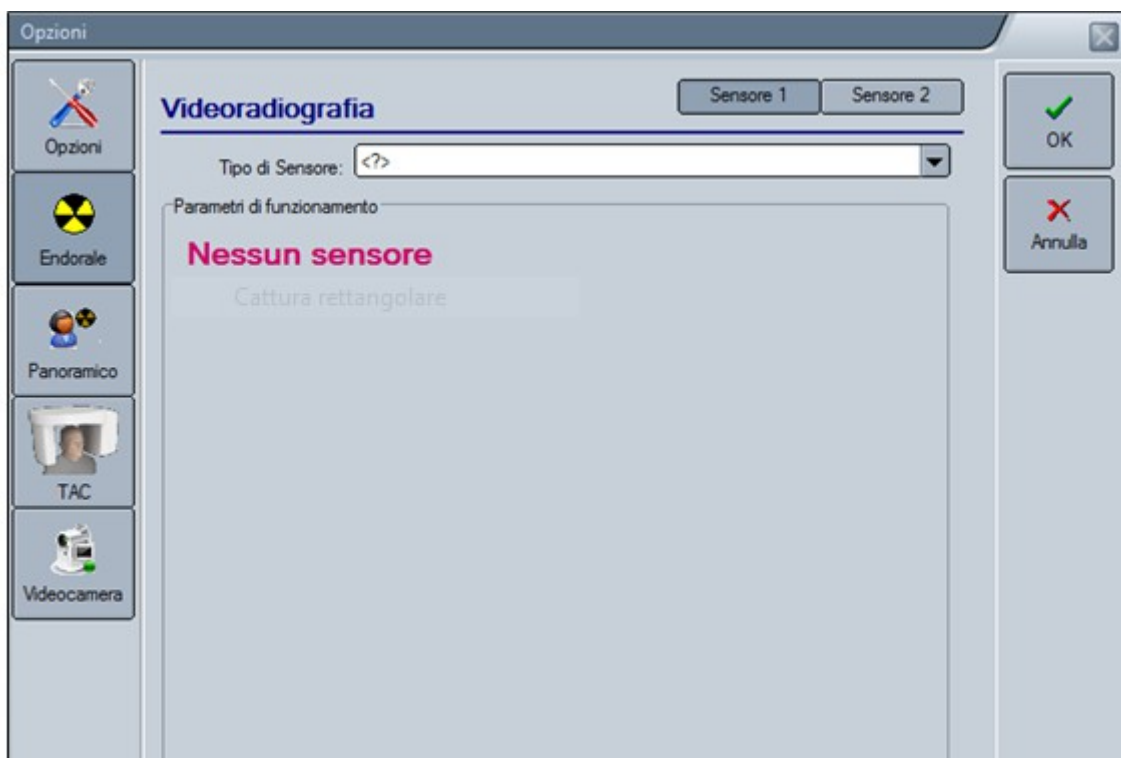 Opzioni
Opzioni
Endorale
Panoramico
TAC
Videocamera
Videoradiografia
Sensore 1
Sensore 2
Tipo di Sensore:
<?>
Parametri di funzionamento
Nessun sensore
Cattura rettangolare
OK
Annulla